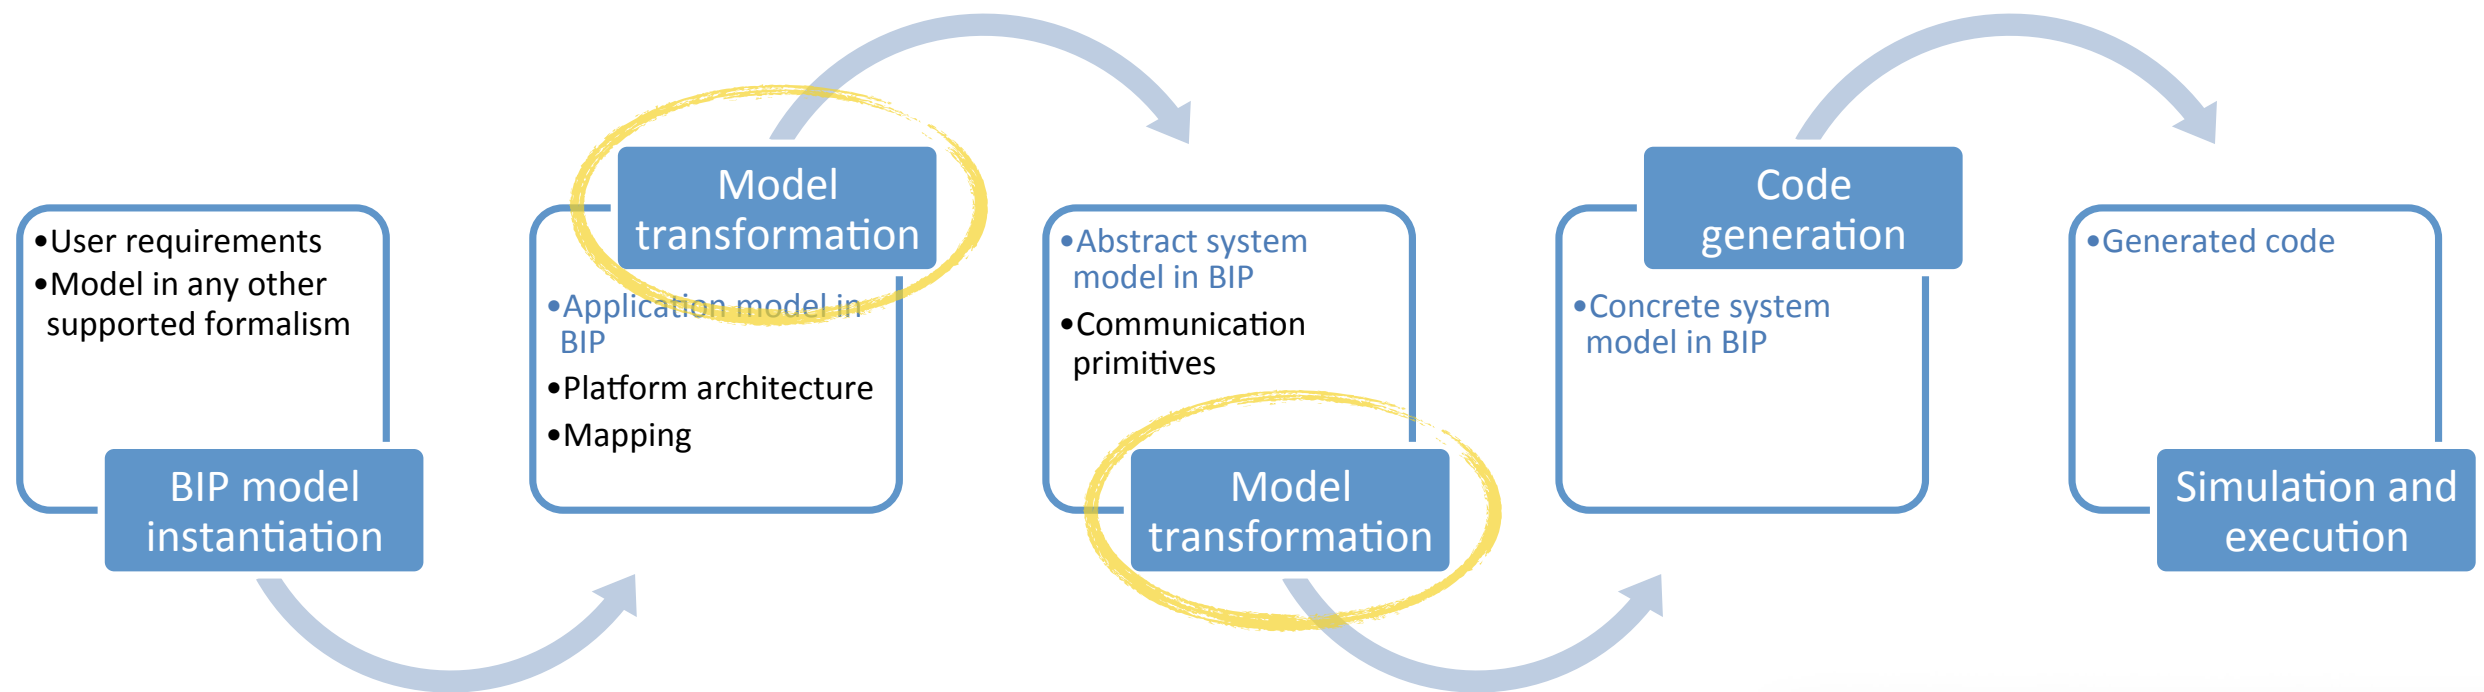 •User requirements
•Model in any other
supported formalism
BIP model
instantiation
Model
transformation
•Application model in
BIP
•Platform architecture
•Mapping
•Abstract system
model in BIP
•Communication
primitives
Model
transformation
Code
generation
•Concrete system
model in BIP
•Generated code
Simulation and
execution